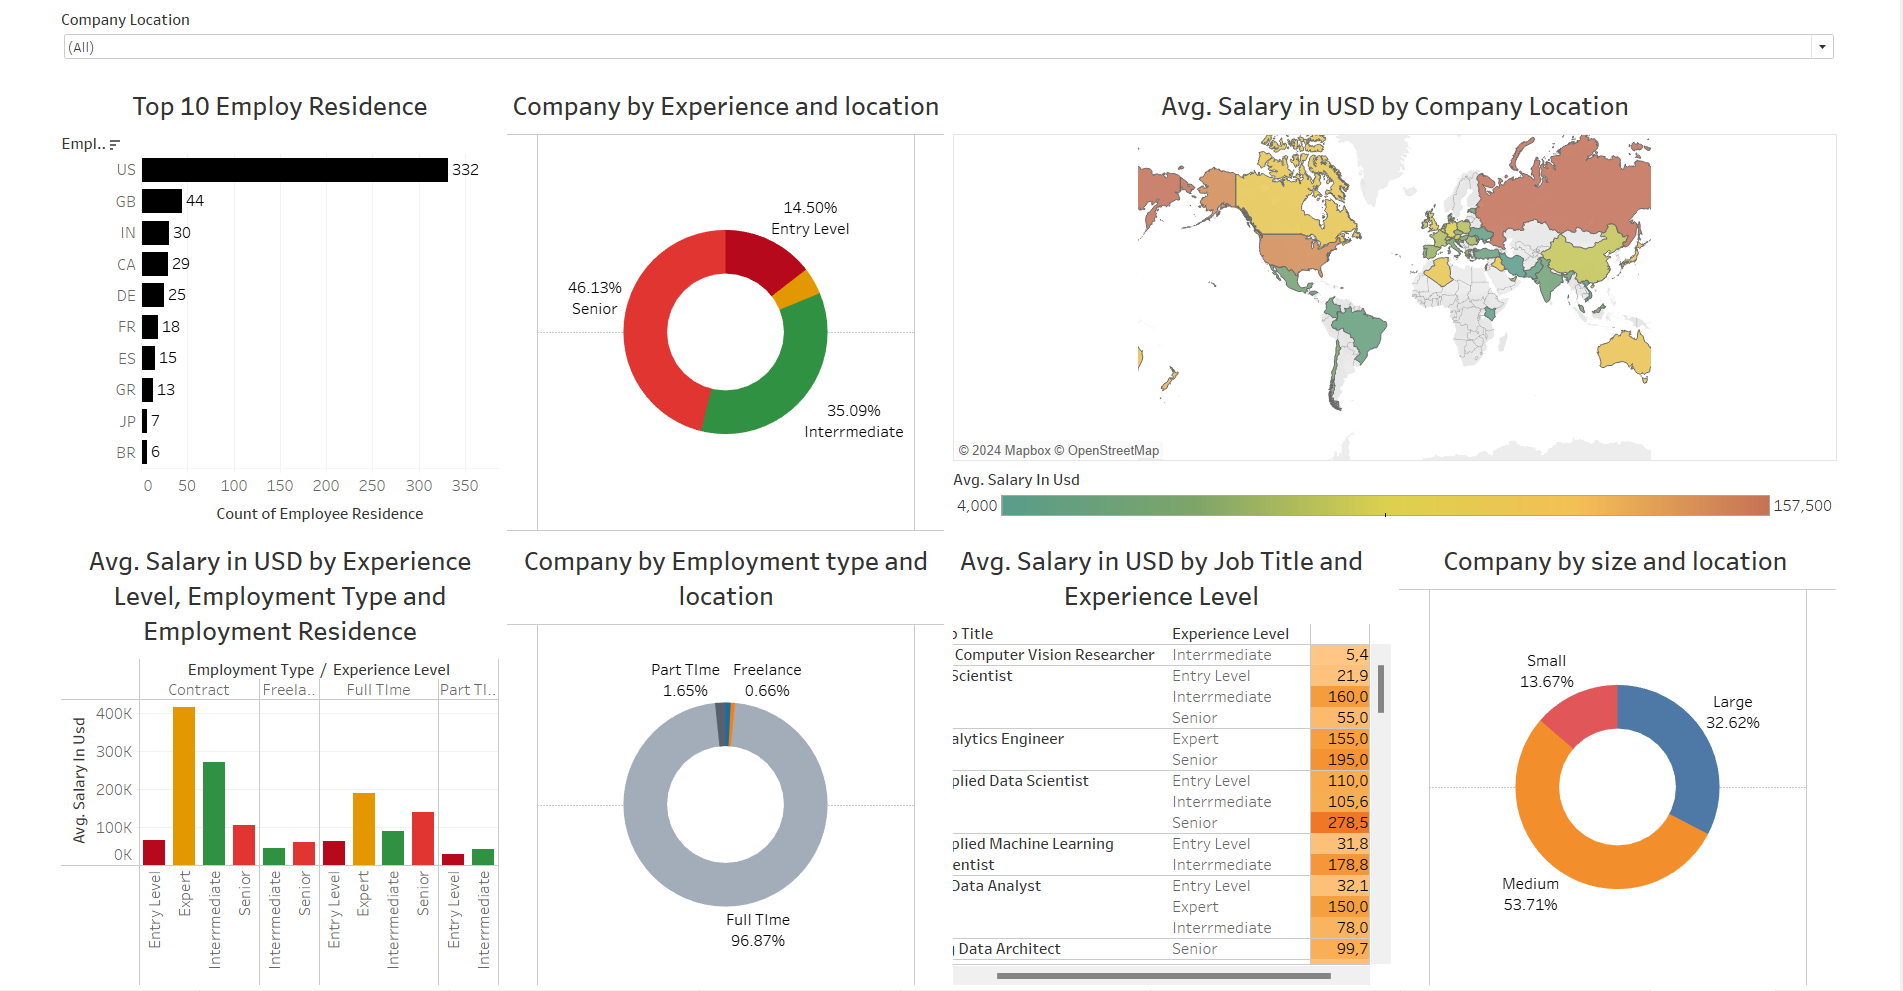 Company Location
(All)
Top 10 Employ Residence
Empl..
US 332
GB 44
IN 30
CA 29
DE 25
FR 18
ES 15
GR 13
JP 7
BR 6
0 50 100 150 200 250 300 350
Count of Employee Residence
Company by Experience and location
14.50%
Entry Level
46.13%
Senior
35.09%
Interrmediate
Avg. Salary in USD by Company Location
© 2024 Mapbox © OpenStreetMap
Avg. Salary In Usd
4,000 157,500
Avg. Salary in USD by Experience
Level, Employment Type and
Employment Residence
Employment Type / Experience Level
Contract Freela.. Full TIme Part TI..
Avg. Salary In Usd
400K
300K
200K
100K
0K
Entry Level
Expert
Interrmediate
Senior
Interrmediate
Senior
Entry Level
Expert
Interrmediate
Senior
Entry Level
Interrmediate
Company by Employment type and
location
Part TIme
1.65%
Freelance
0.66%
Full TIme
96.87%
Avg. Salary in USD by Job Title and
Experience Level
Title Experience Level
Computer Vision Researcher Interrmediate 5,4
Scientist Entry Level 21,9
Interrmediate 160,0
Senior 55,0
alytics Engineer Expert 155,0
Senior 195,0
plied Data Scientist Entry Level 110,0
Interrmediate 105,6
Senior 278,5
plied Machine Learning Entry Level 31,8
entist Interrmediate 178,8
Data Analyst Entry Level 32,1
Expert 150,0
Interrmediate 78,0
Data Architect Senior 99,7
Company by size and location
Small
13.67%
Large
32.62%
Medium
53.71%